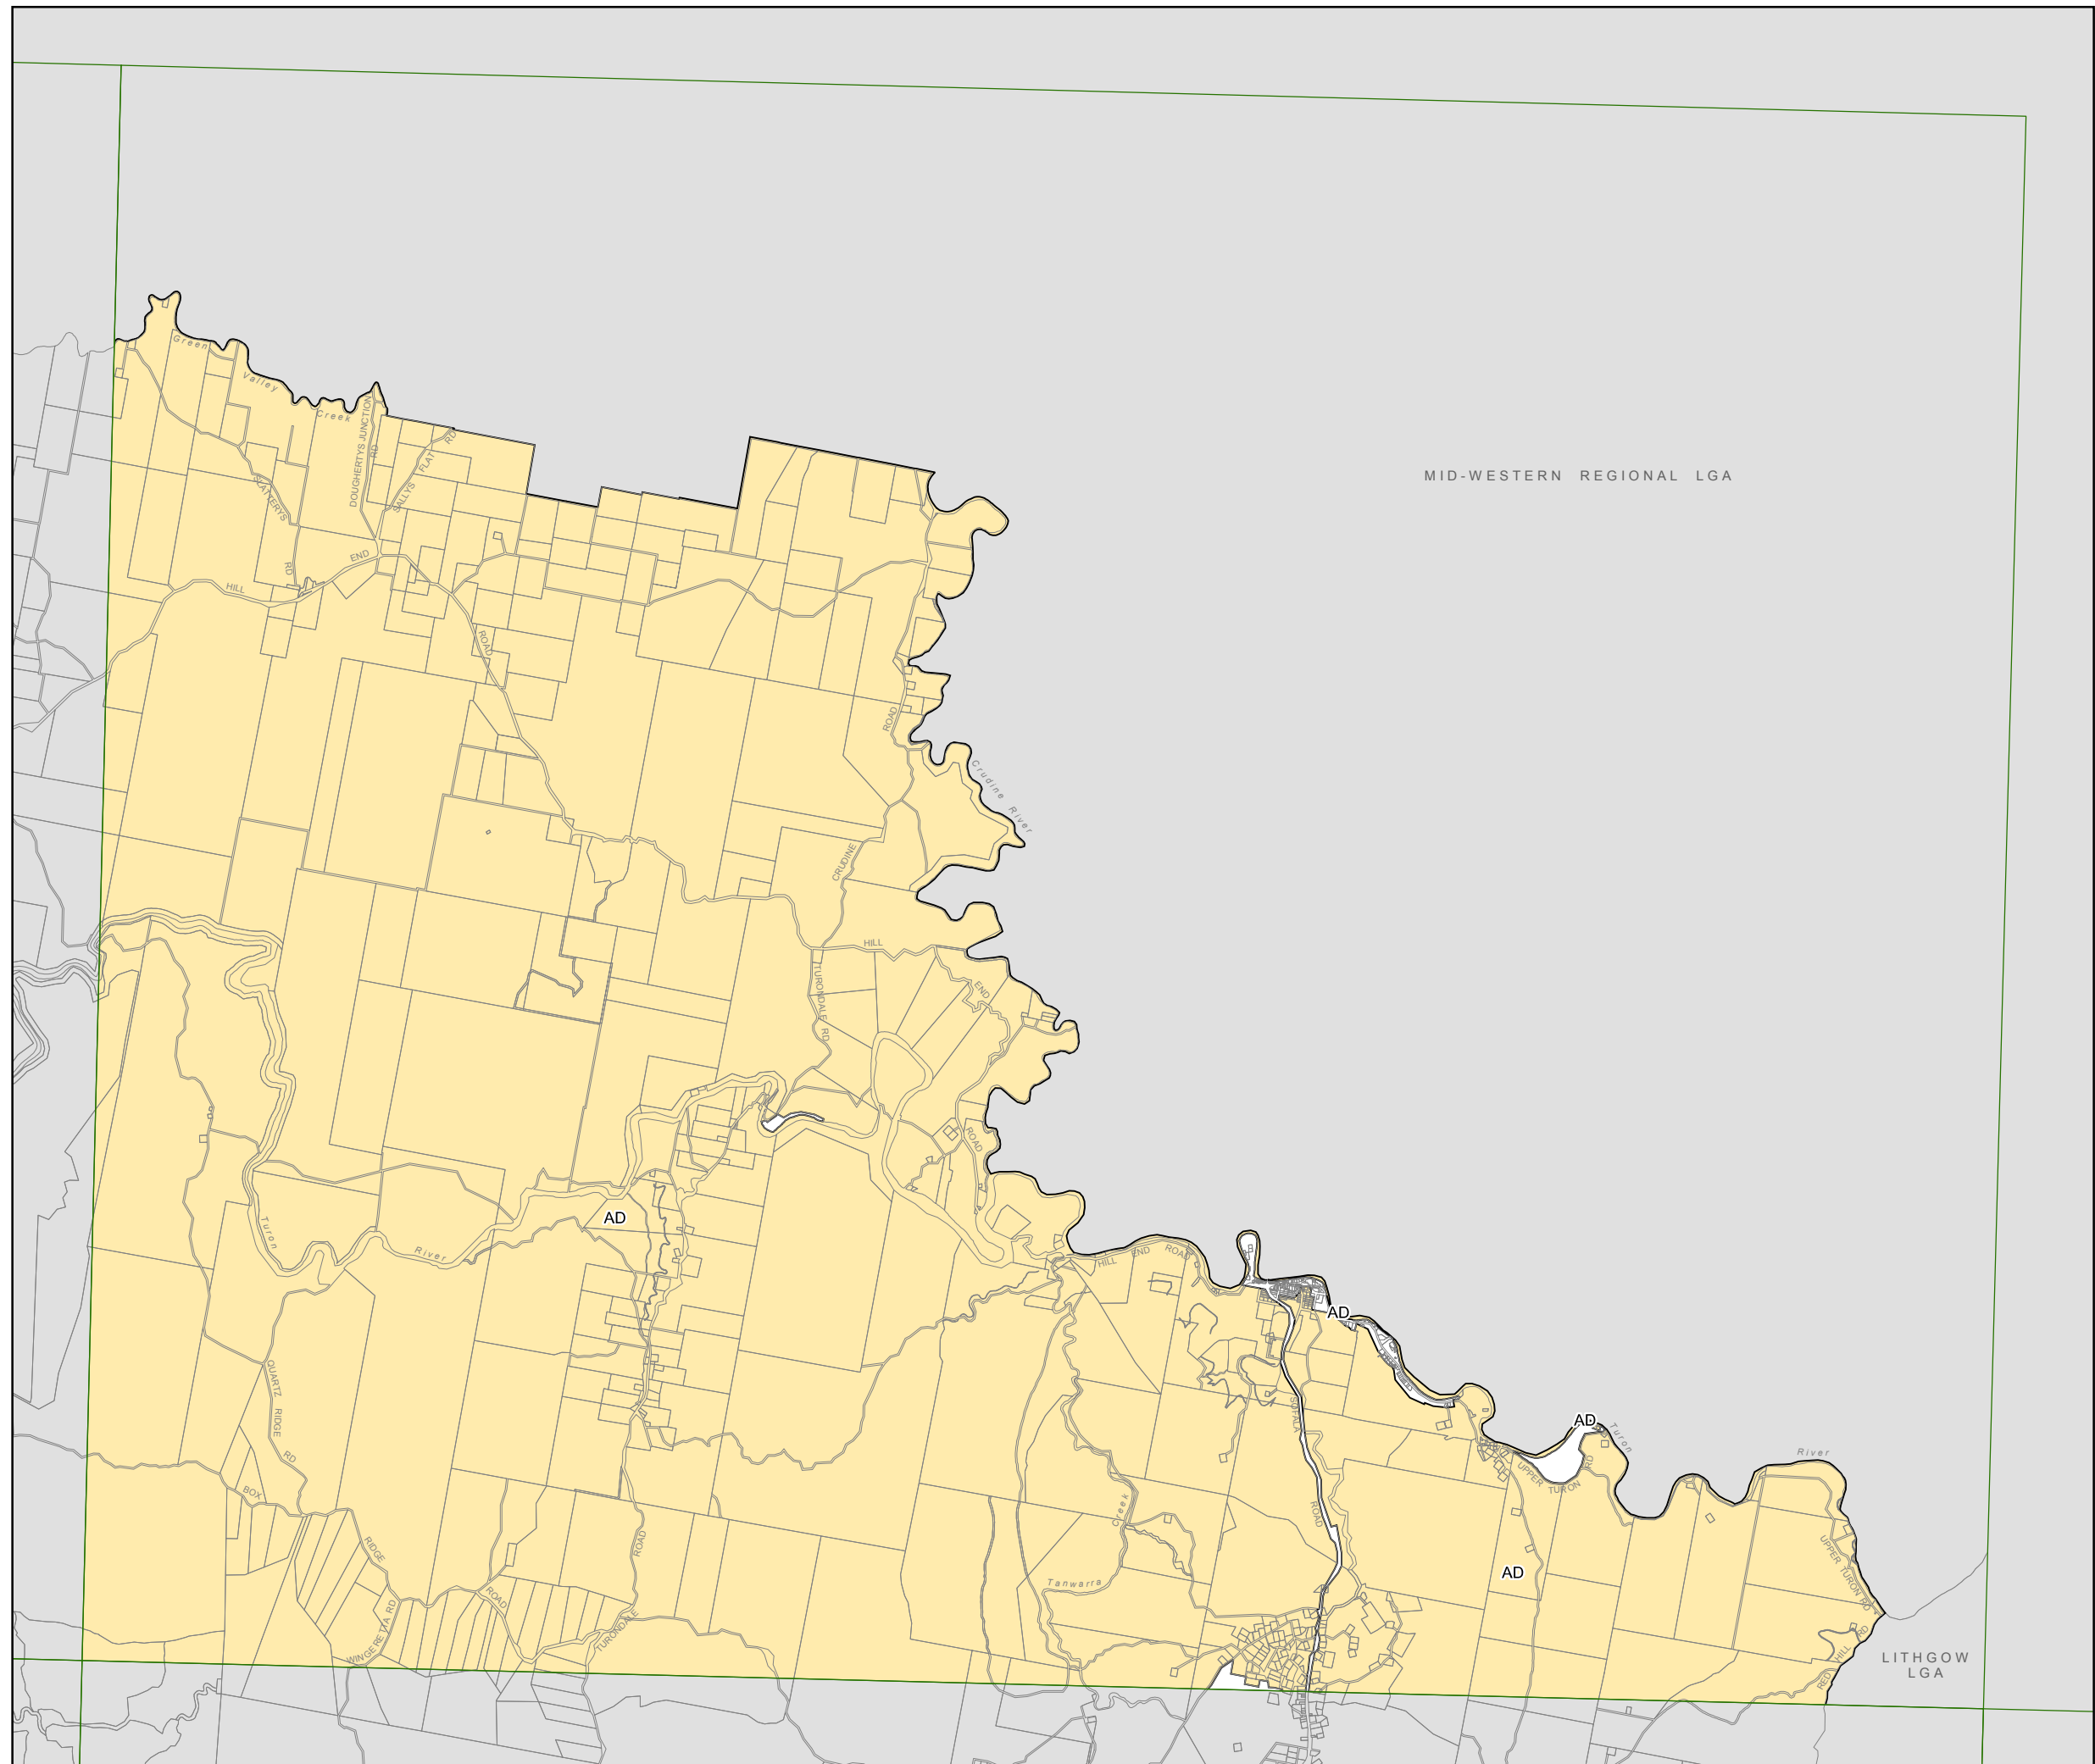 Green
Valley
Creek
DOUGHERTYS JUNCTION
RD
SALLYS FLAT RD
SLATTERYS
RD
HILL
END
ROAD
MID-WESTERN REGIONAL LGA
ROAD
Crudine River
CRUDINE
HILL
END
ROAD
TURONDALE RD
AD
Turon
River
HILL
END
ROAD
AD
QUARTZ RIDGE
RD
SOFALA
ROAD
AD
Turon
River
UPPER
TURON
RD
BOX
RIDGE
ROAD
WINGERETTA RD
ROAD
TURONDALE
Creek
Tanwarra
AD
UPPER TURON RD
RED HILL RD
LITHGOW
LGA